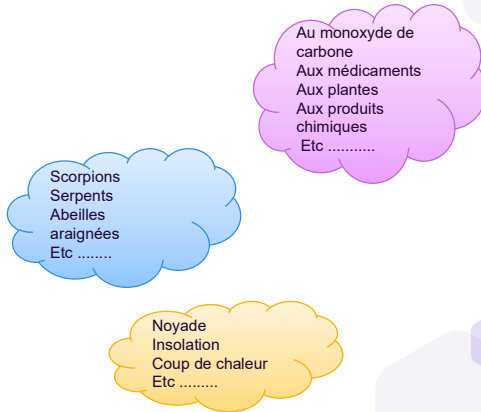 Au monoxyde de
carbone
Aux médicaments
Aux plantes
Aux produits
chimiques
Etc ...........
Scorpions
Serpents
Abeilles
araignées
Etc ........
Noyade
Insolation
Coup de chaleur
Etc .........